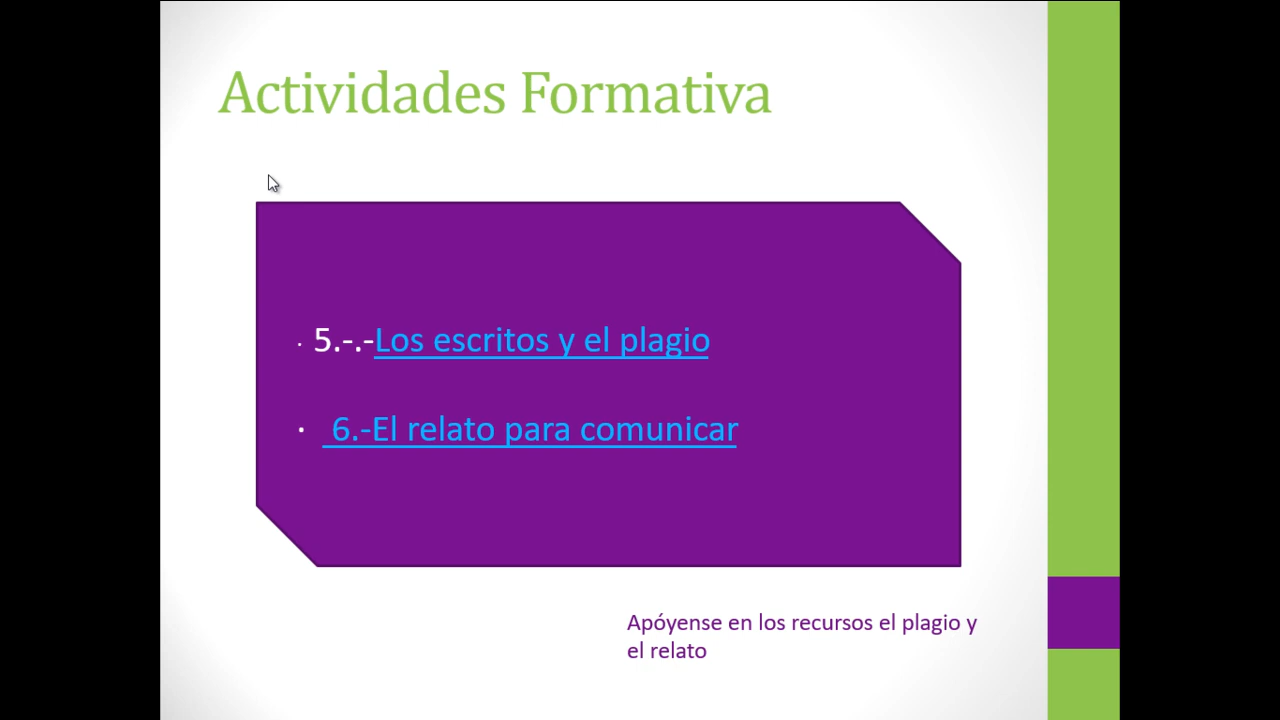 Actividades Formativa
· 5.-.-Los escritos y el plagio
· 6.-El relato para comunicar
Apóyense en los recursos el plagio y
el relato